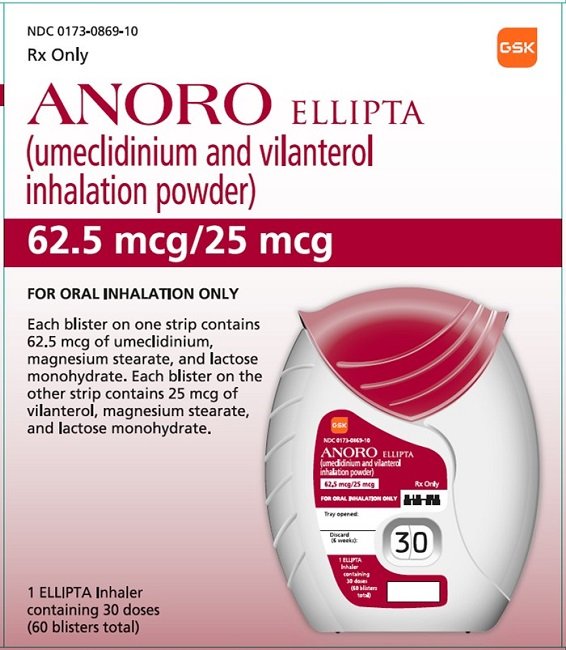 NDC 0173-0869-10
Rx Only
GSK
ANORO ELLIPTA
(umeclidinium and vilanterol
inhalation powder)
62.5 mcg/25 mcg
FOR ORAL INHALATION ONLY
Each blister on one strip contains
62.5 mcg of umeclidinium,
magnesium stearate, and lactose
monohydrate. Each blister on the
other strip contains 25 mcg of
vilanterol, magnesium stearate,
and lactose monohydrate.
1 ELLIPTA Inhaler
containing 30 doses
(60 blisters total)
GSK
NDC 0173-0869-10
ANORO ELLIPTA
(umeclidinium and vilanterol
inhalation powder)
62.5 mcg/25 mcg
Rx Only
FOR ORAL INHALATION ONLY
Tray opened:
Discard
(6 weeks):
30
1 ELLIPTA
Inhaler
containing
30 doses
(60 blisters
total)